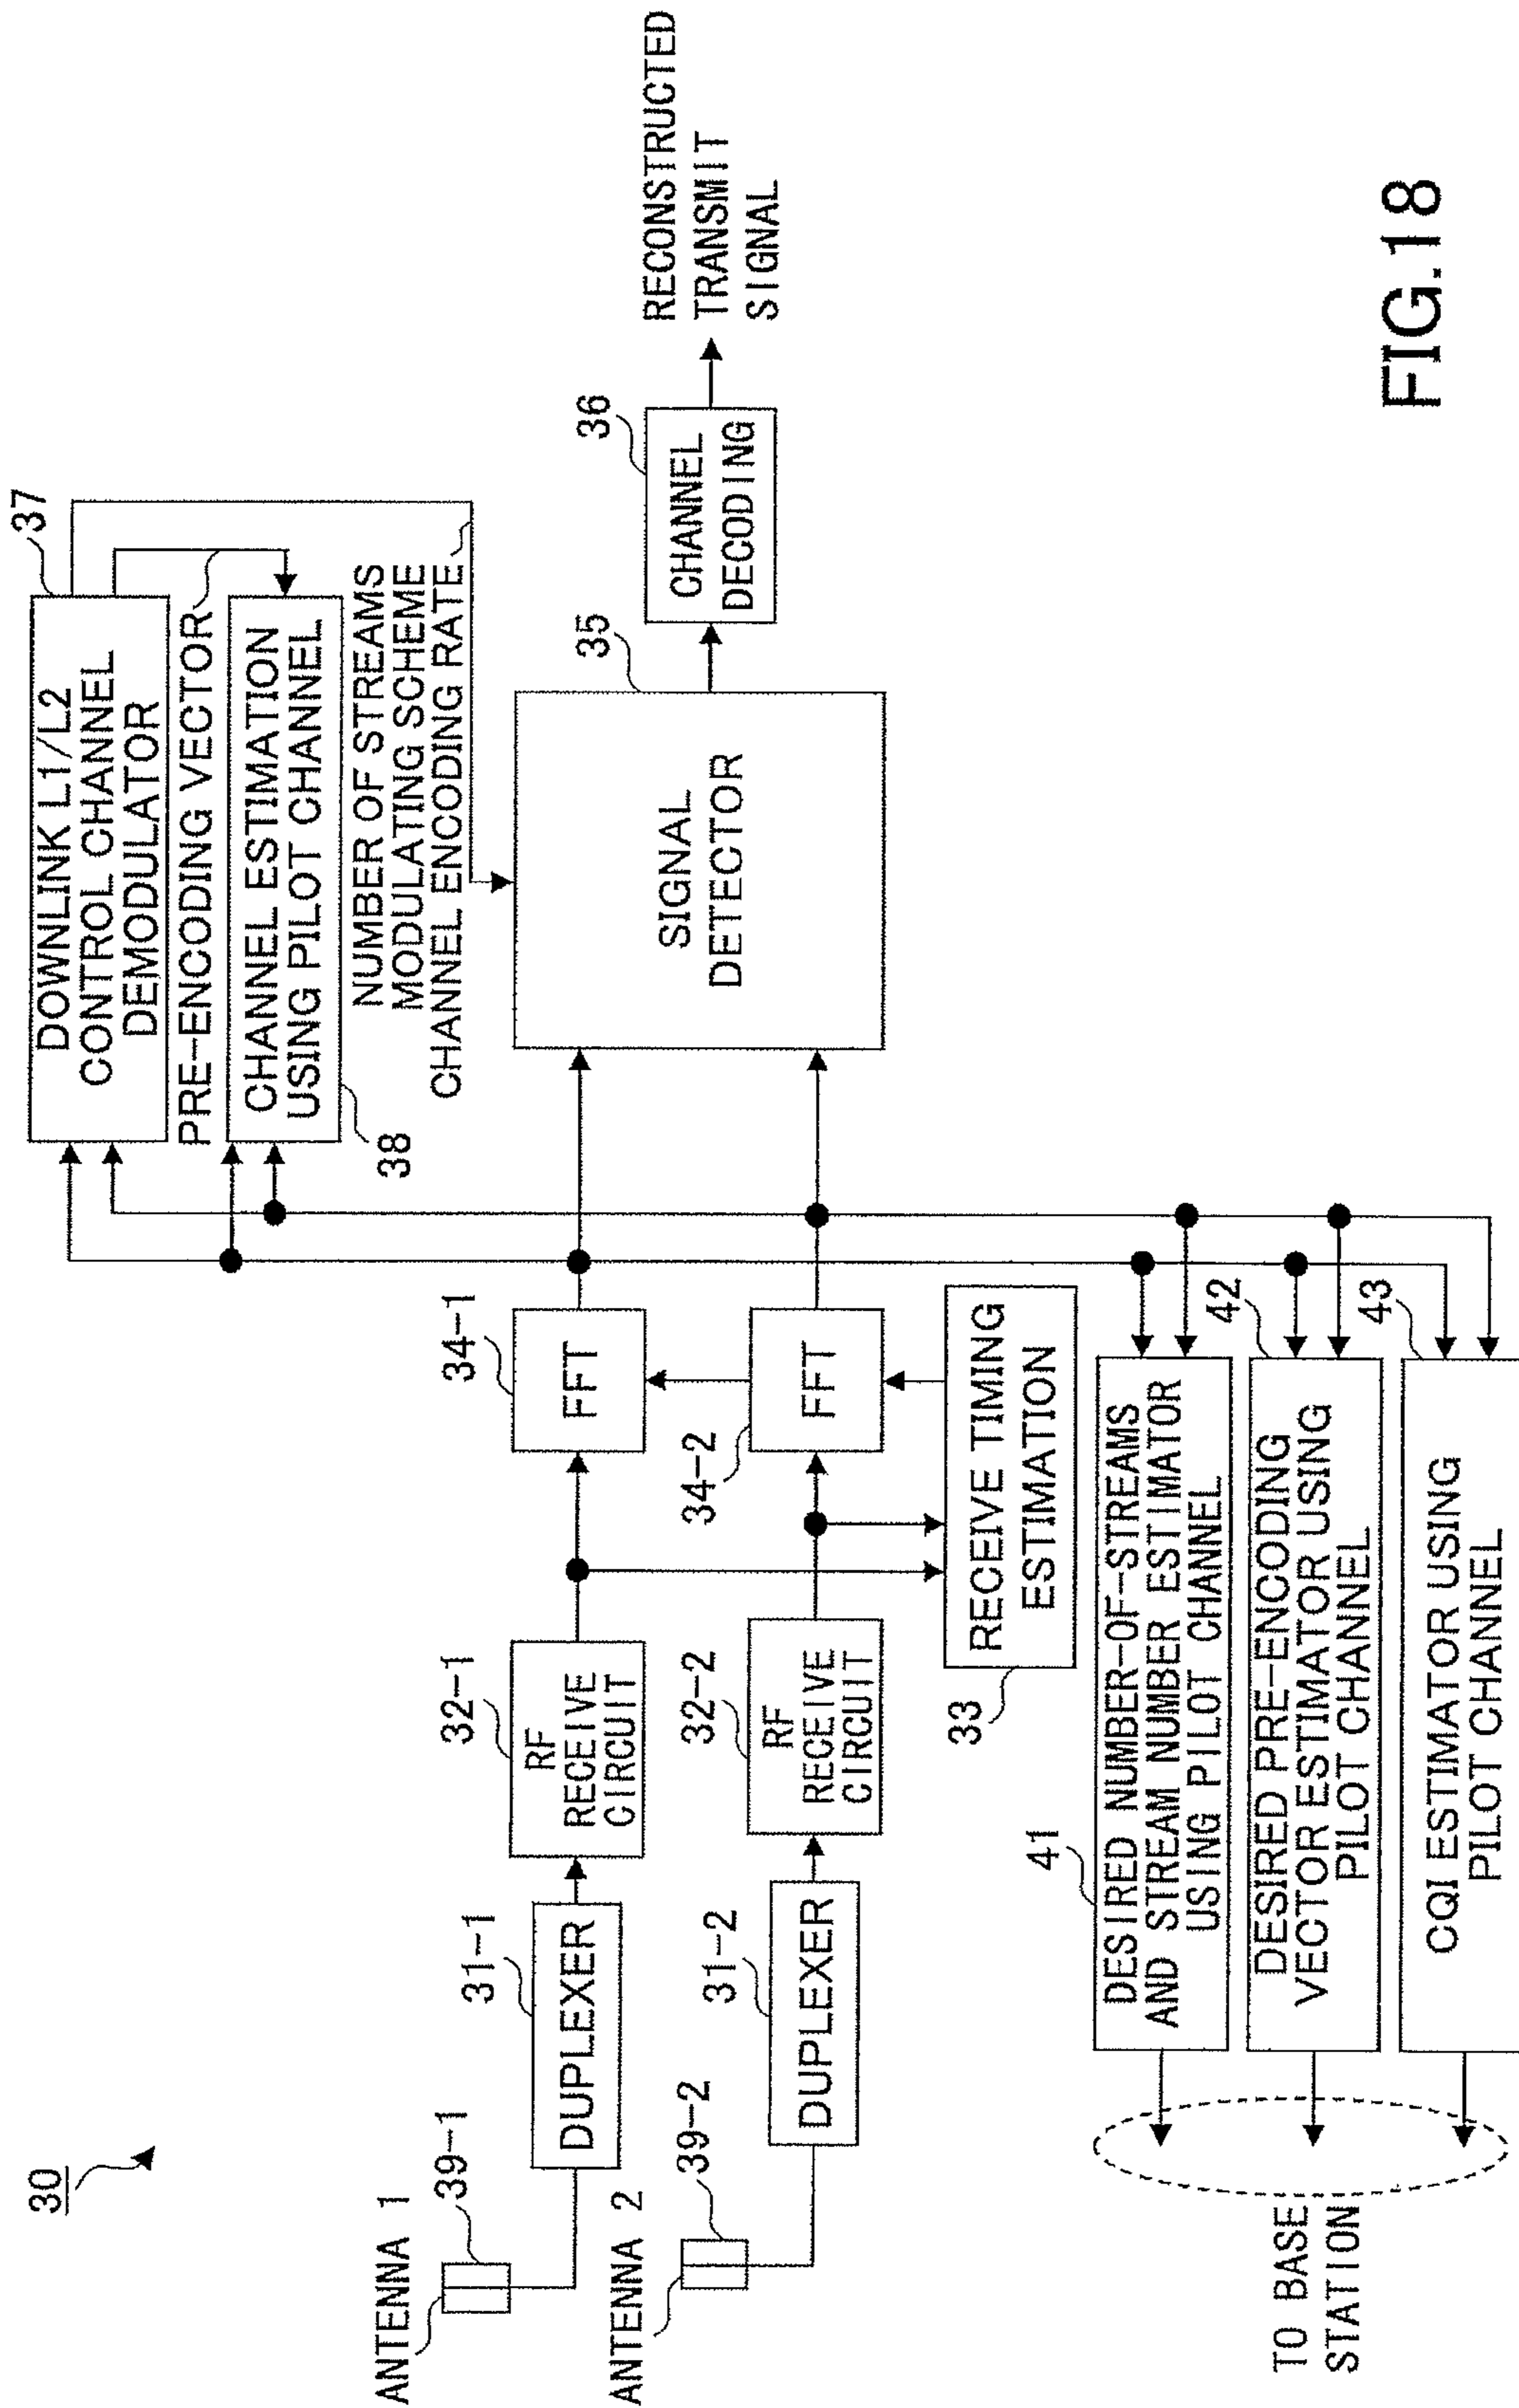 30
ANTENNA 1
39-1
31-1
DUPLEXER
32-1
RF
RECEIVE
CIRCUIT
34-1
FFT
ANTENNA 2
39-2
31-2
DUPLEXER
32-2
RF
RECEIVE
CIRCUIT
34-2
FFT
33
RECEIVE TIMING
ESTIMATION
37
DOWNLINK L1/L2
CONTROL CHANNEL
DEMODULATOR
PRE-ENCODING VECTOR
CHANNEL ESTIMATION
USING PILOT CHANNEL
38
NUMBER OF STREAMS
MODULATING SCHEME
CHANNEL ENCODING RATE
35
SIGNAL
DETECTOR
36
CHANNEL
DECODING
RECONSTRUCTED
TRANSMIT
SIGNAL
41
DESIRED NUMBER-OF-STREAMS
AND STREAM NUMBER ESTIMATOR
USING PILOT CHANNEL
42
DESIRED PRE-ENCODING
VECTOR ESTIMATOR USING
PILOT CHANNEL
43
CQI ESTIMATOR USING
PILOT CHANNEL
TO BASE
STATION
FIG.18